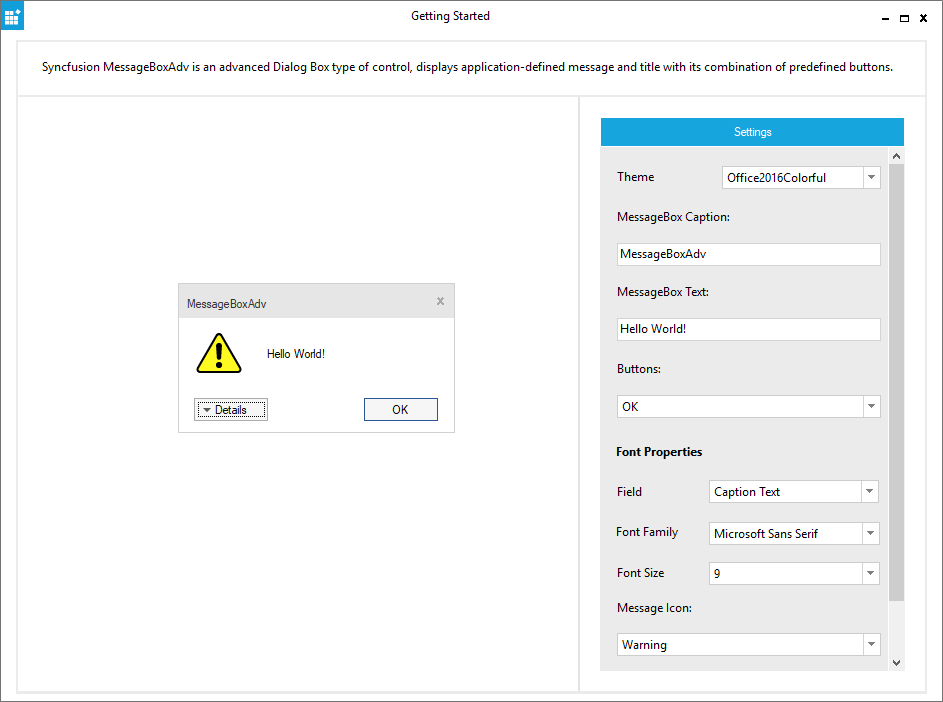 Getting Started
Syncfusion MessageBoxAdv is an advanced Dialog Box type of control, displays application-defined message and title with its combination of predefined buttons.
MessageBoxAdv
x
Hello World!
Details
OK
Settings
Theme
Office2016Colorful
MessageBox Caption:
MessageBoxAdv
MessageBox Text:
Hello World!
Buttons:
OK
Font Properties
Field
Caption Text
Font Family
Microsoft Sans Serif
Font Size
9
Message Icon:
Warning